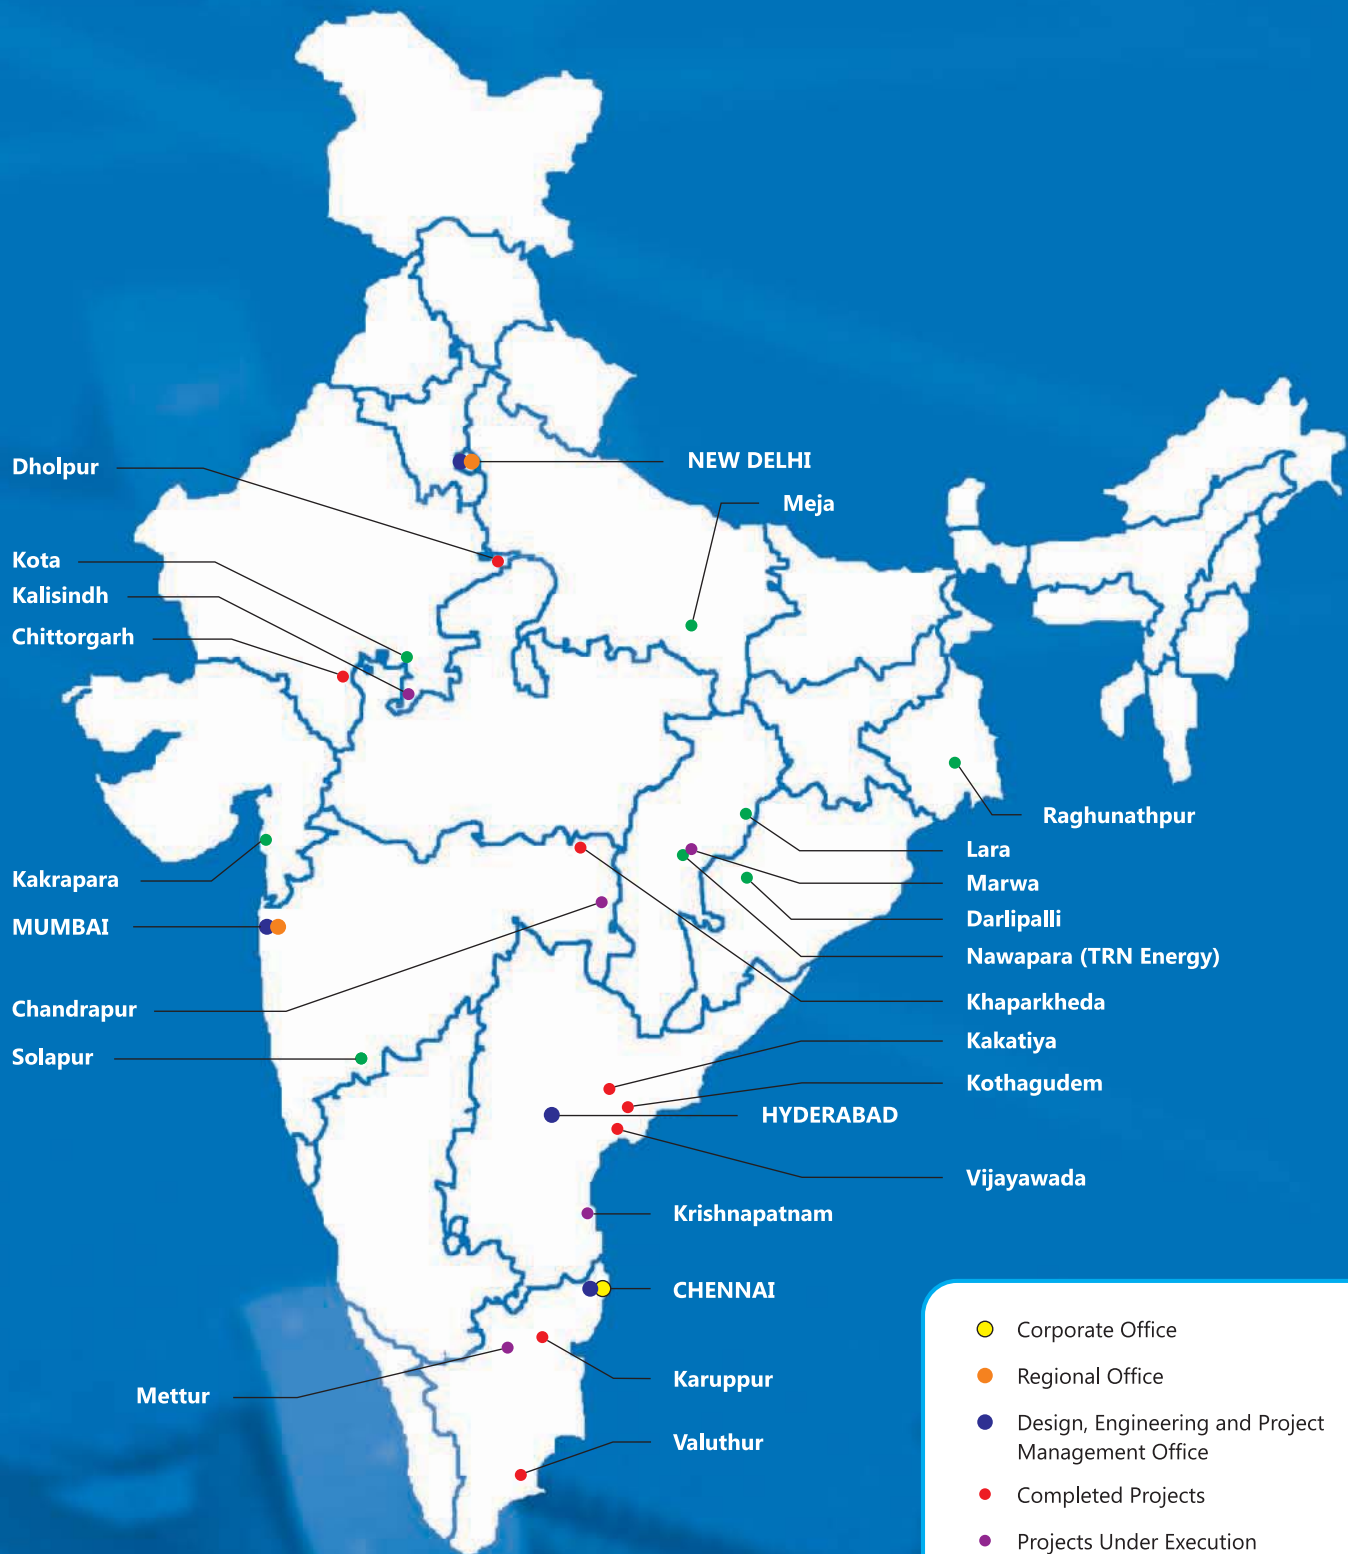 NEW DELHI
Dholpur
Meja
Kota
Kalisindh
Chittorgarh
Raghunathpur
Lara
Kakrapara
Marwa
MUMBAI
Darlipalli
Nawapara (TRN Energy)
Chandrapur
Khaparkheda
Kakatiya
Solapur
Kothagudem
HYDERABAD
Vijayawada
Krishnapatnam
CHENNAI
Karuppur
Mettur
Valuthur
Corporate Office
Regional Office
Design, Engineering and Project
Management Office
Completed Projects
Projects Under Execution